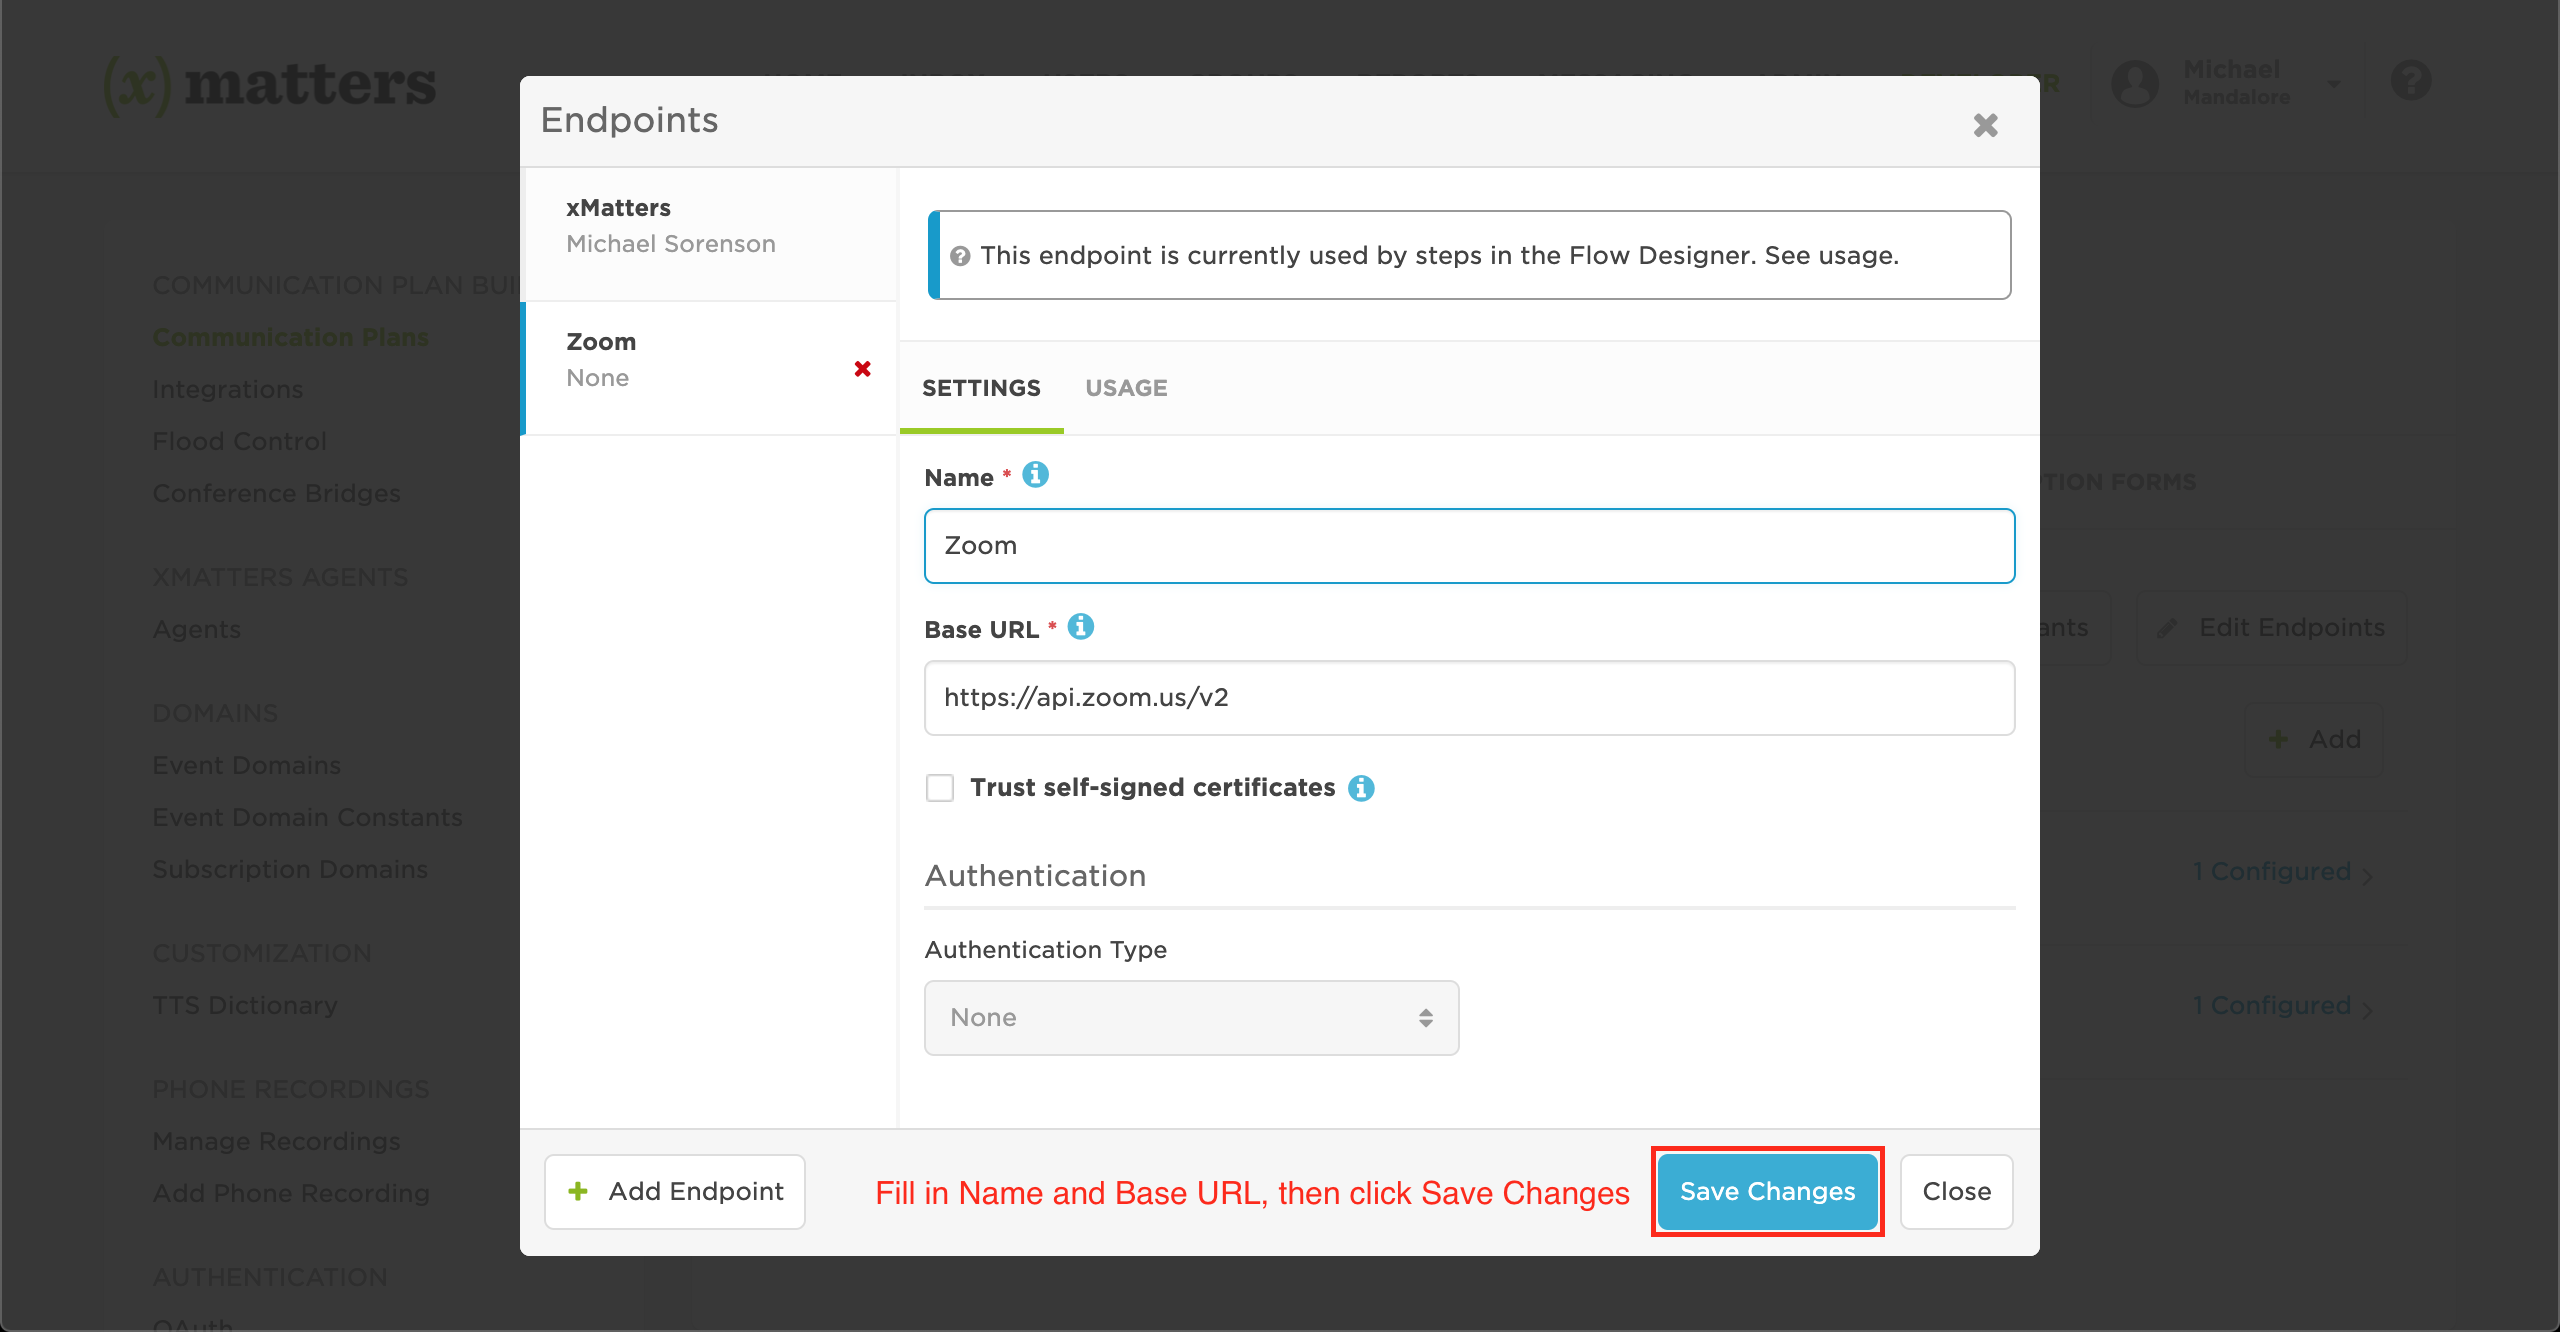 (x) matters
Michael
Mandalore
Endpoints
COMMUNICATION PLAN
Communication Plans
Integrations
Flood Control
Conference Bridges
XMATTERS AGENTS
Agents
DOMAINS
Event Domains
Event Domain Constants
Subscription Domains
CUSTOMIZATION
TTS Dictionary
PHONE RECORDINGS
Manage Recordings
Add Phone Recording
AUTHENTICATION
OAuth
xMatters
Michael Sorenson
Zoom
None
This endpoint is currently used by steps in the Flow Designer. See usage.
SETTINGS USAGE
Name *
Zoom
Base URL *
https://api.zoom.us/v2
Trust self-signed certificates
Authentication
Authentication Type
None
Add Endpoint
Fill in Name and Base URL, then click Save Changes
Save Changes
Close
FORMS
Edit Endpoints
Add
1 Configured
1 Configured